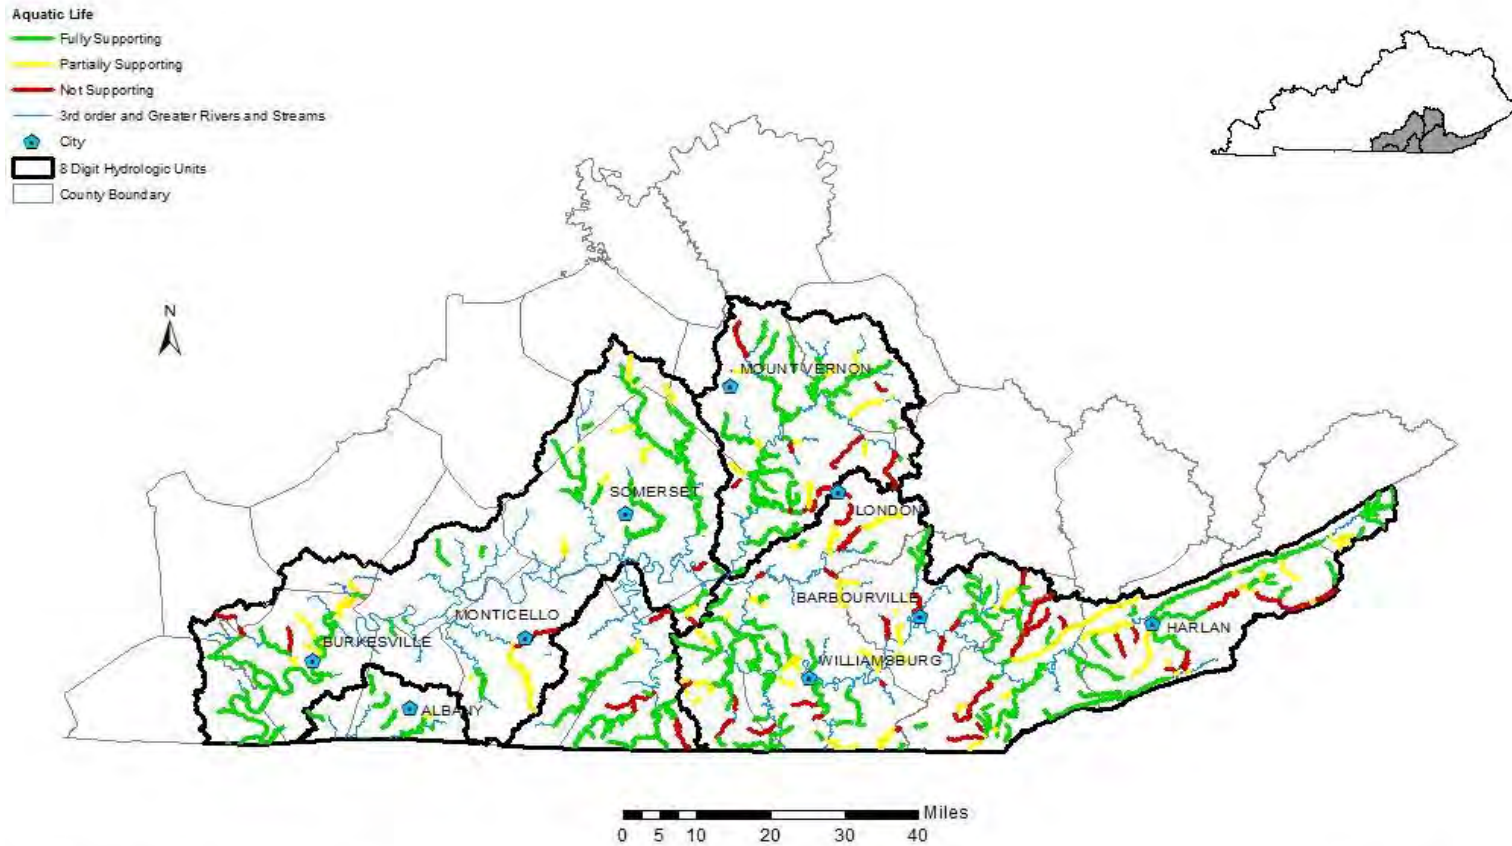 Aquatic Life
Fully Supporting
Partially Supporting
Not Supporting
3rd order and Greater Rivers and Streams
City
8 Digit Hydrologic Units
County Boundary
N
MOUNT VERNON
SOMERSET
LONDON
BARBOURVILLE
MONTICELLO
HARLAN
BURKESVILLE
WILLIAMSBURG
ALBANY
Miles
0 5 10 20 30 40